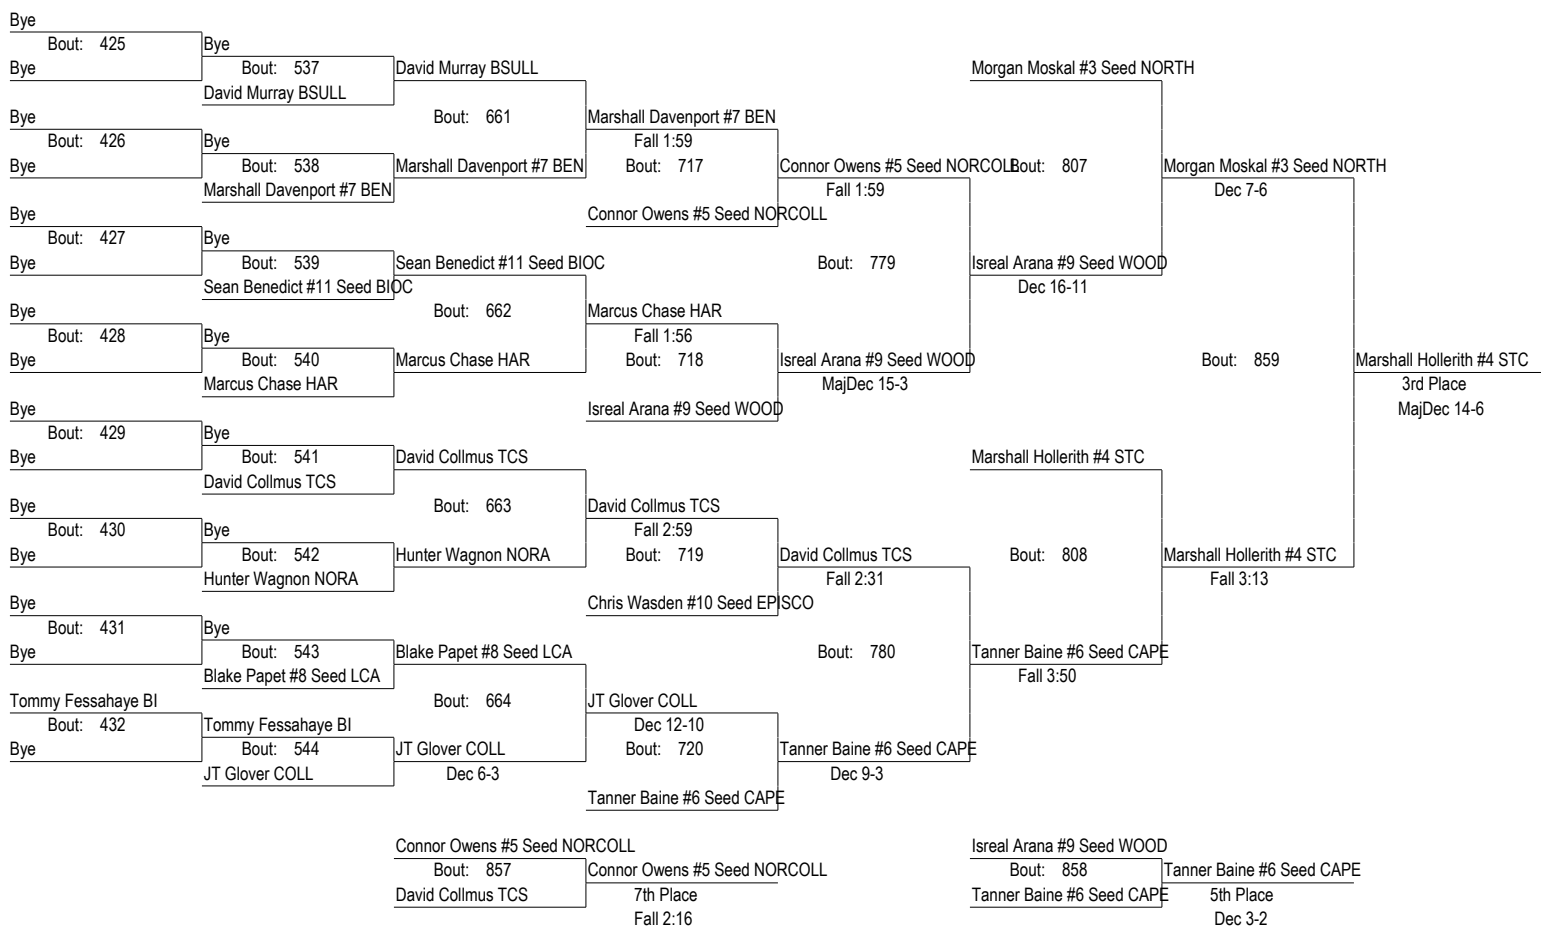 Bye
Bout: 425 Bye
Bye Bout: 537 David Murray BSULL Morgan Moskal #3 Seed NORTH
David Murray BSULL
Bye Bout: 661 Marshall Davenport #7 BEN
Bout: 426 Bye Fall 1:59
Bye Bout: 538 Marshall Davenport #7 BEN Bout: 717 Connor Owens #5 Seed NORCOLL Bout: 807 Morgan Moskal #3 Seed NORTH
Marshall Davenport #7 BEN Fall 1:59 Dec 7-6
Bye Connor Owens #5 Seed NORCOLL
Bout: 427 Bye
Bye Bout: 539 Sean Benedict #11 Seed BIOC Bout: 779 Isreal Arana #9 Seed WOOD
Sean Benedict #11 Seed BIOC Dec 16-11
Bye Bout: 662 Marcus Chase HAR
Bout: 428 Bye Fall 1:56
Bye Bout: 540 Marcus Chase HAR Bout: 718 Isreal Arana #9 Seed WOOD Bout: 859 Marshall Hollerith #4 STC
Marcus Chase HAR MajDec 15-3 3rd Place
Bye Isreal Arana #9 Seed WOOD MajDec 14-6
Bout: 429 Bye
Bye Bout: 541 David Collmus TCS Marshall Hollerith #4 STC
David Collmus TCS
Bye Bout: 663 David Collmus TCS
Bout: 430 Bye Fall 2:59
Bye Bout: 542 Hunter Wagnon NORA Bout: 719 David Collmus TCS Bout: 808 Marshall Hollerith #4 STC
Hunter Wagnon NORA Fall 2:31 Fall 3:13
Bye Chris Wasden #10 Seed EPISCO
Bout: 431 Bye
Bye Bout: 543 Blake Papet #8 Seed LCA Bout: 780 Tanner Baine #6 Seed CAPE
Blake Papet #8 Seed LCA Fall 3:50
Tommy Fessahaye BI Bout: 664 JT Glover COLL
Bout: 432 Tommy Fessahaye BI Dec 12-10
Bye Bout: 544 JT Glover COLL Bout: 720 Tanner Baine #6 Seed CAPE
JT Glover COLL Dec 6-3 Dec 9-3
Tanner Baine #6 Seed CAPE
Connor Owens #5 Seed NORCOLL Isreal Arana #9 Seed WOOD
Bout: 857 Connor Owens #5 Seed NORCOLL Bout: 858 Tanner Baine #6 Seed CAPE
David Collmus TCS 7th Place Tanner Baine #6 Seed CAPE 5th Place
Fall 2:16 Dec 3-2